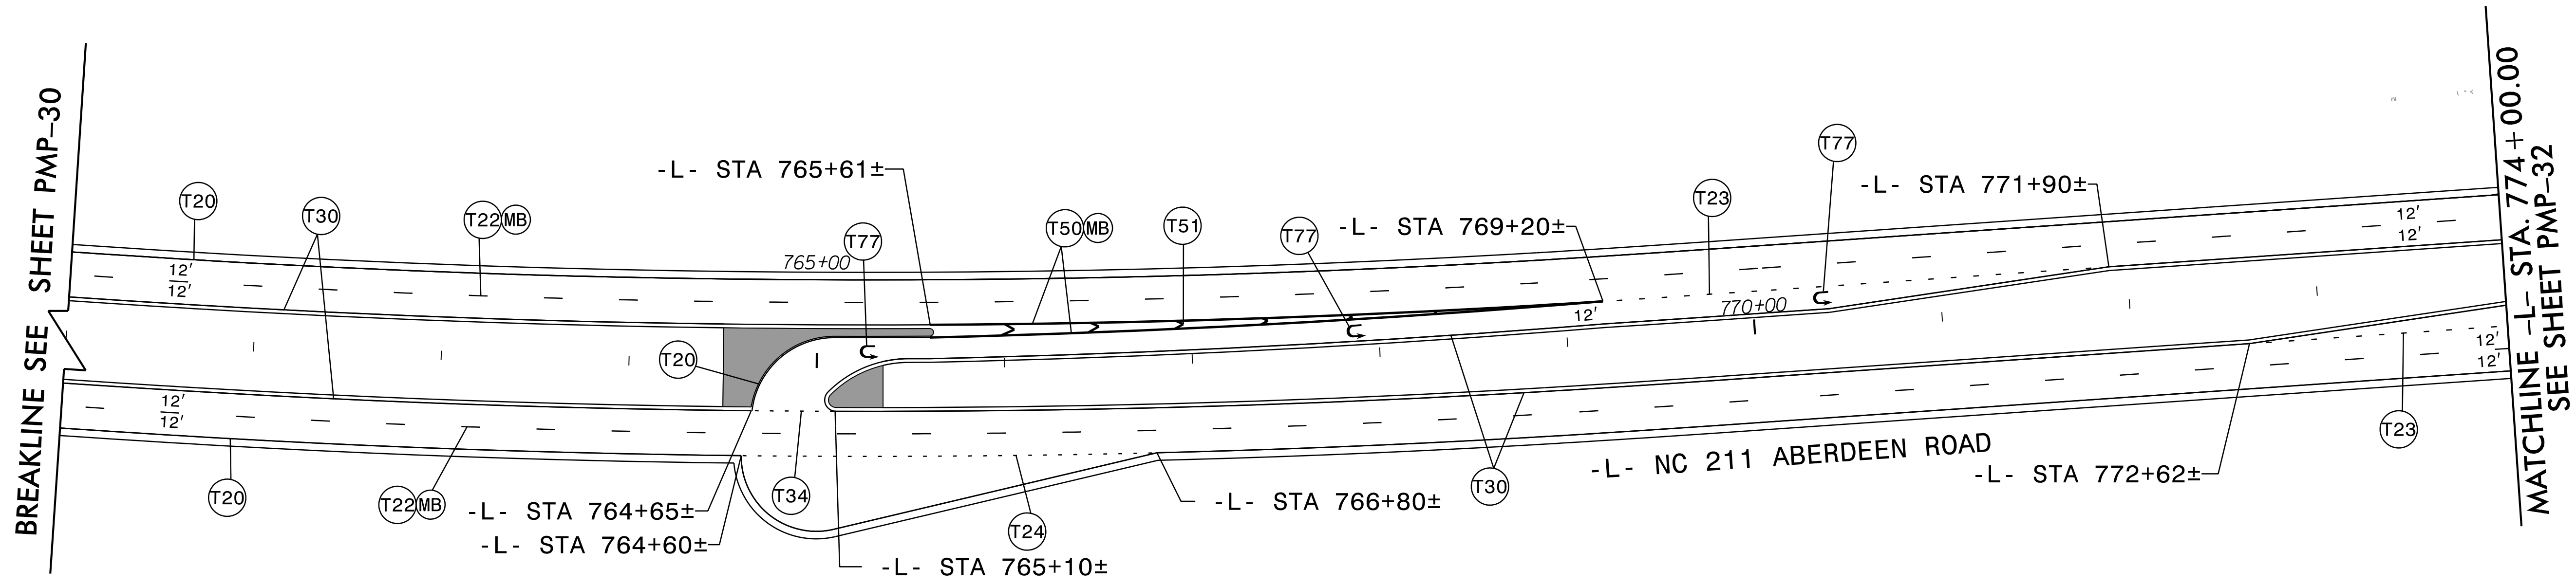 BREAKLINE SEE SHEET PMP–30
T20
T30
T22 MB
-L- STA 765+61±
T77
765+00
T50 MB
T51
T77
-L- STA 769+20±
T23
T77
-L- STA 771+90±
MATCHLINE –L– STA. 774+00.00
SEE SHEET PMP–32
12'
12'
12'
12'
12'
770+00
T20
12'
12'
12'
12'
T20
T22 MB
-L- STA 764+65±
-L- STA 764+60±
T34
-L- STA 765+10±
T24
-L- STA 766+80±
T30
-L- NC 211 ABERDEEN ROAD
-L- STA 772+62±
T23